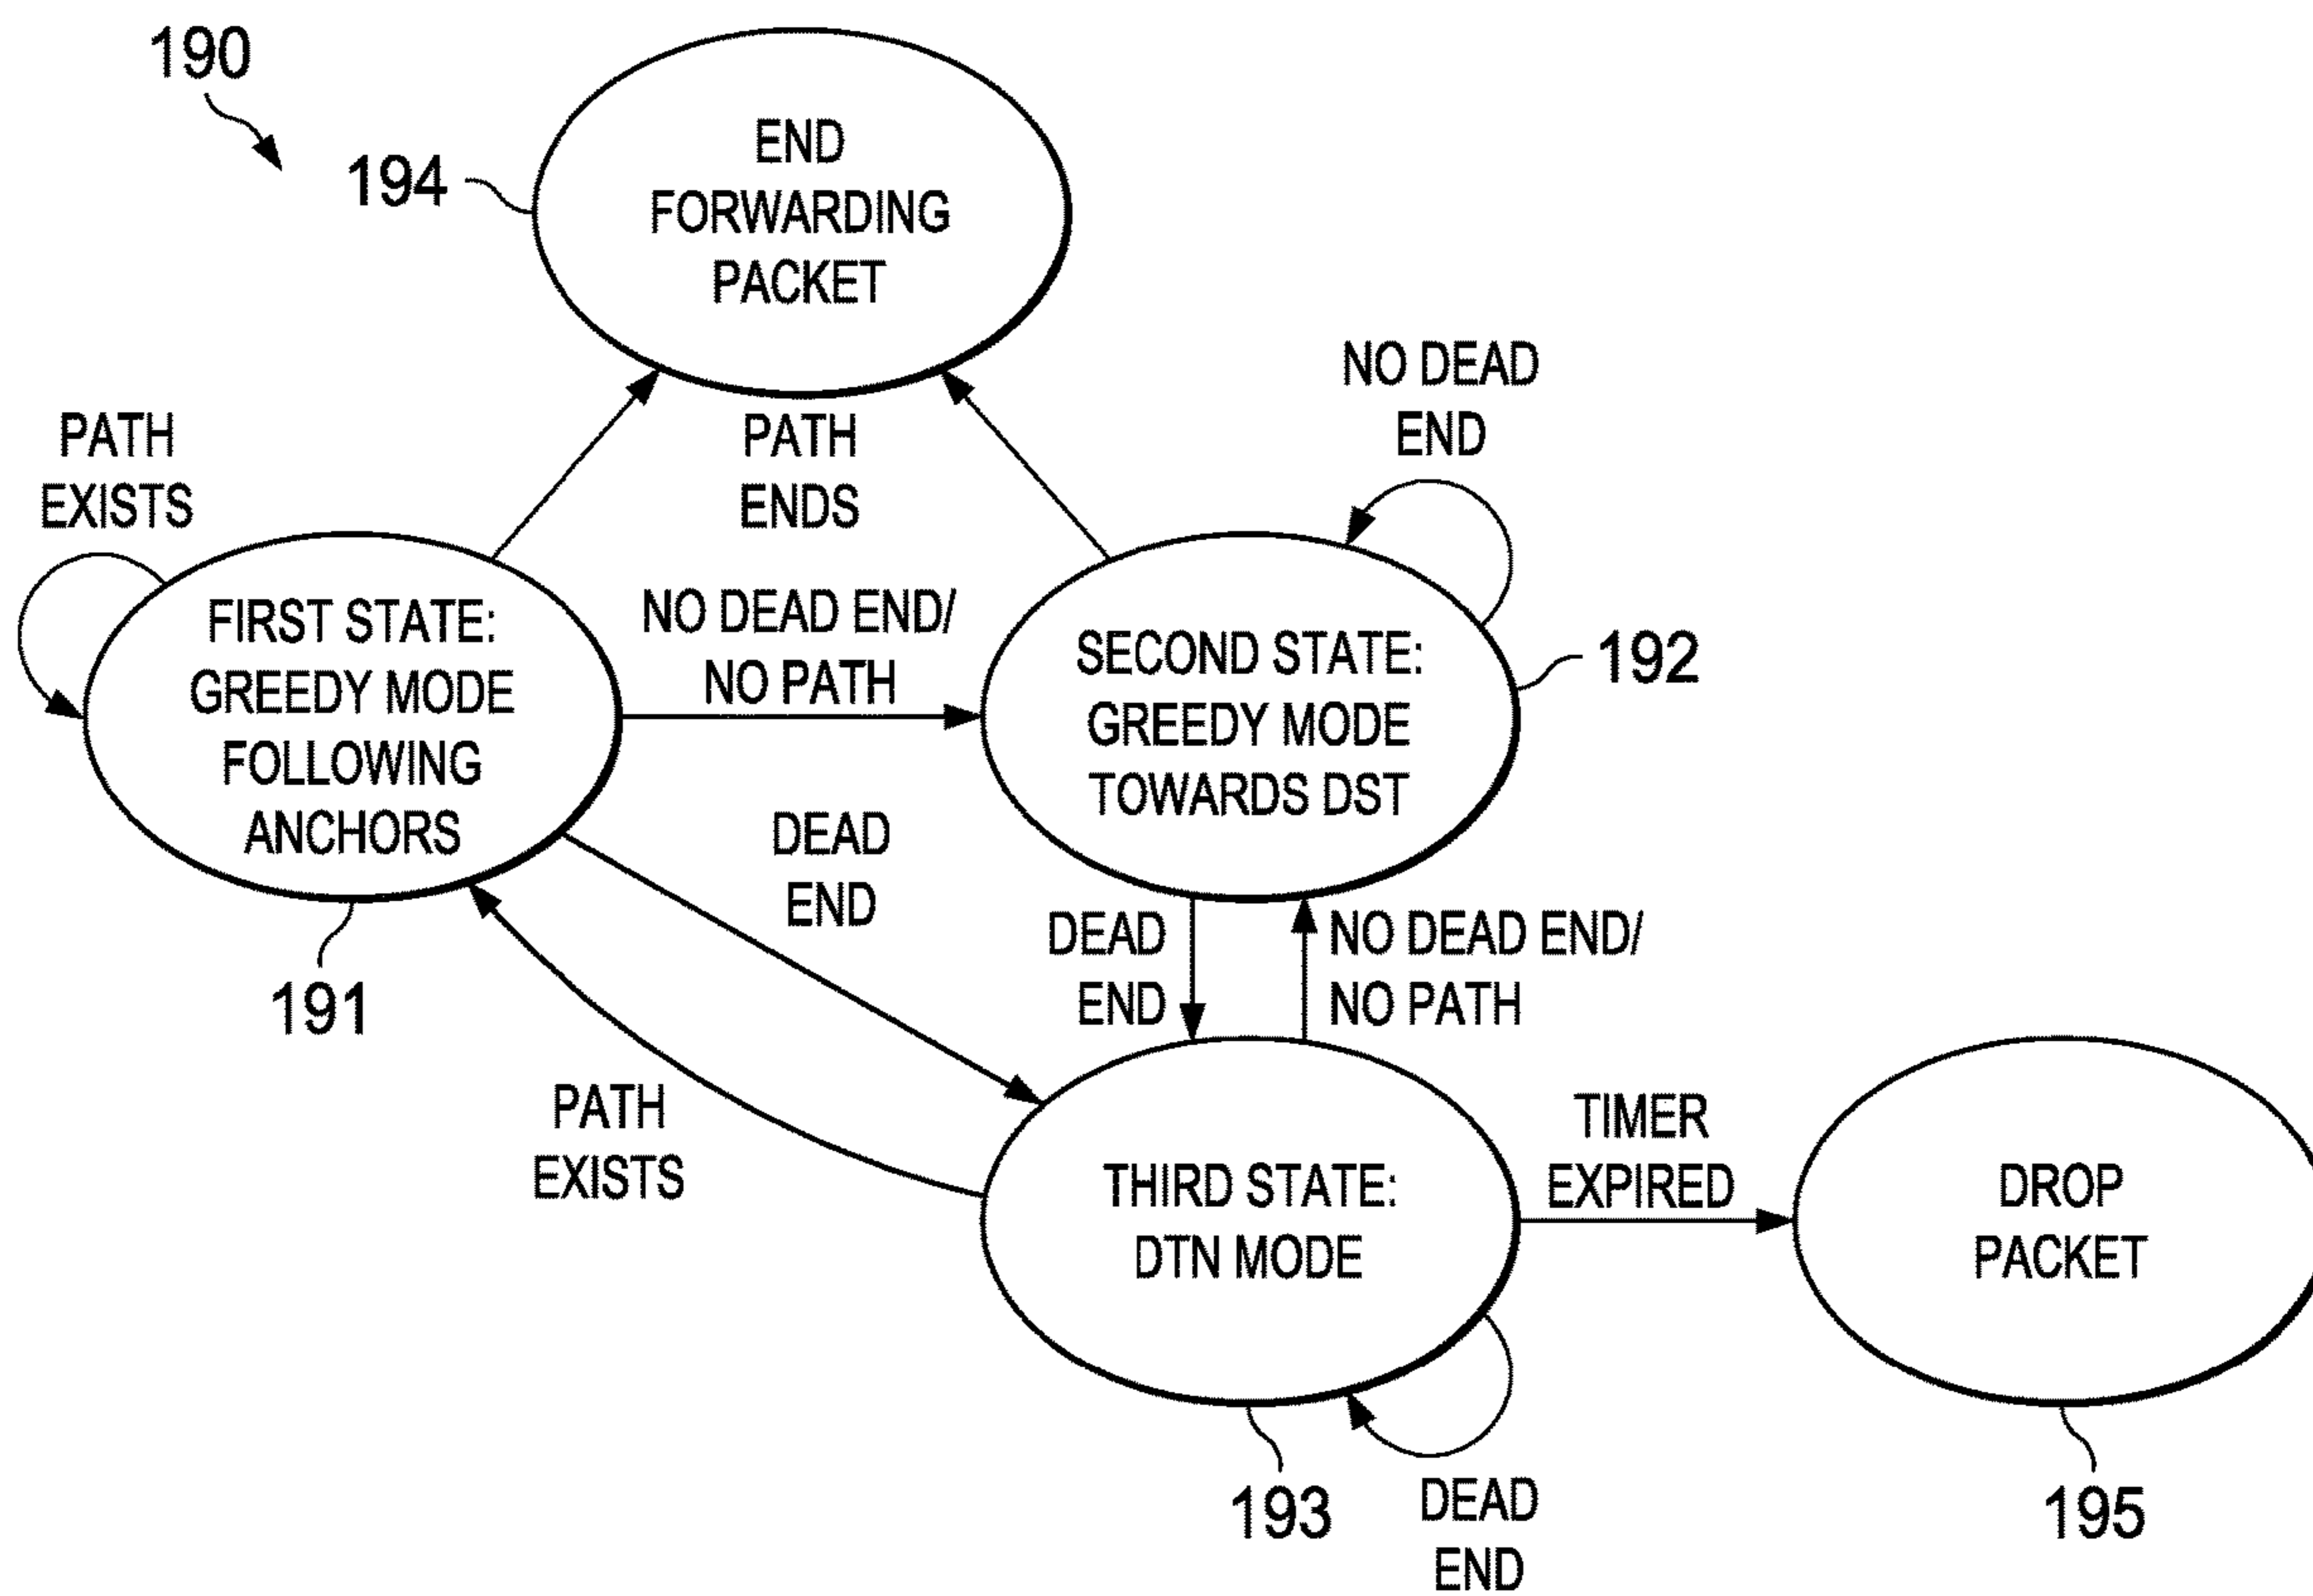 190
194
END
FORWARDING
PACKET
NO DEAD
END
PATH
EXISTS
PATH
ENDS
FIRST STATE:
GREEDY MODE
FOLLOWING
ANCHORS
191
NO DEAD END/
NO PATH
SECOND STATE:
GREEDY MODE
TOWARDS DST
192
DEAD
END
DEAD
END
NO DEAD END/
NO PATH
PATH
EXISTS
THIRD STATE:
DTN MODE
193
TIMER
EXPIRED
DROP
PACKET
195
DEAD
END